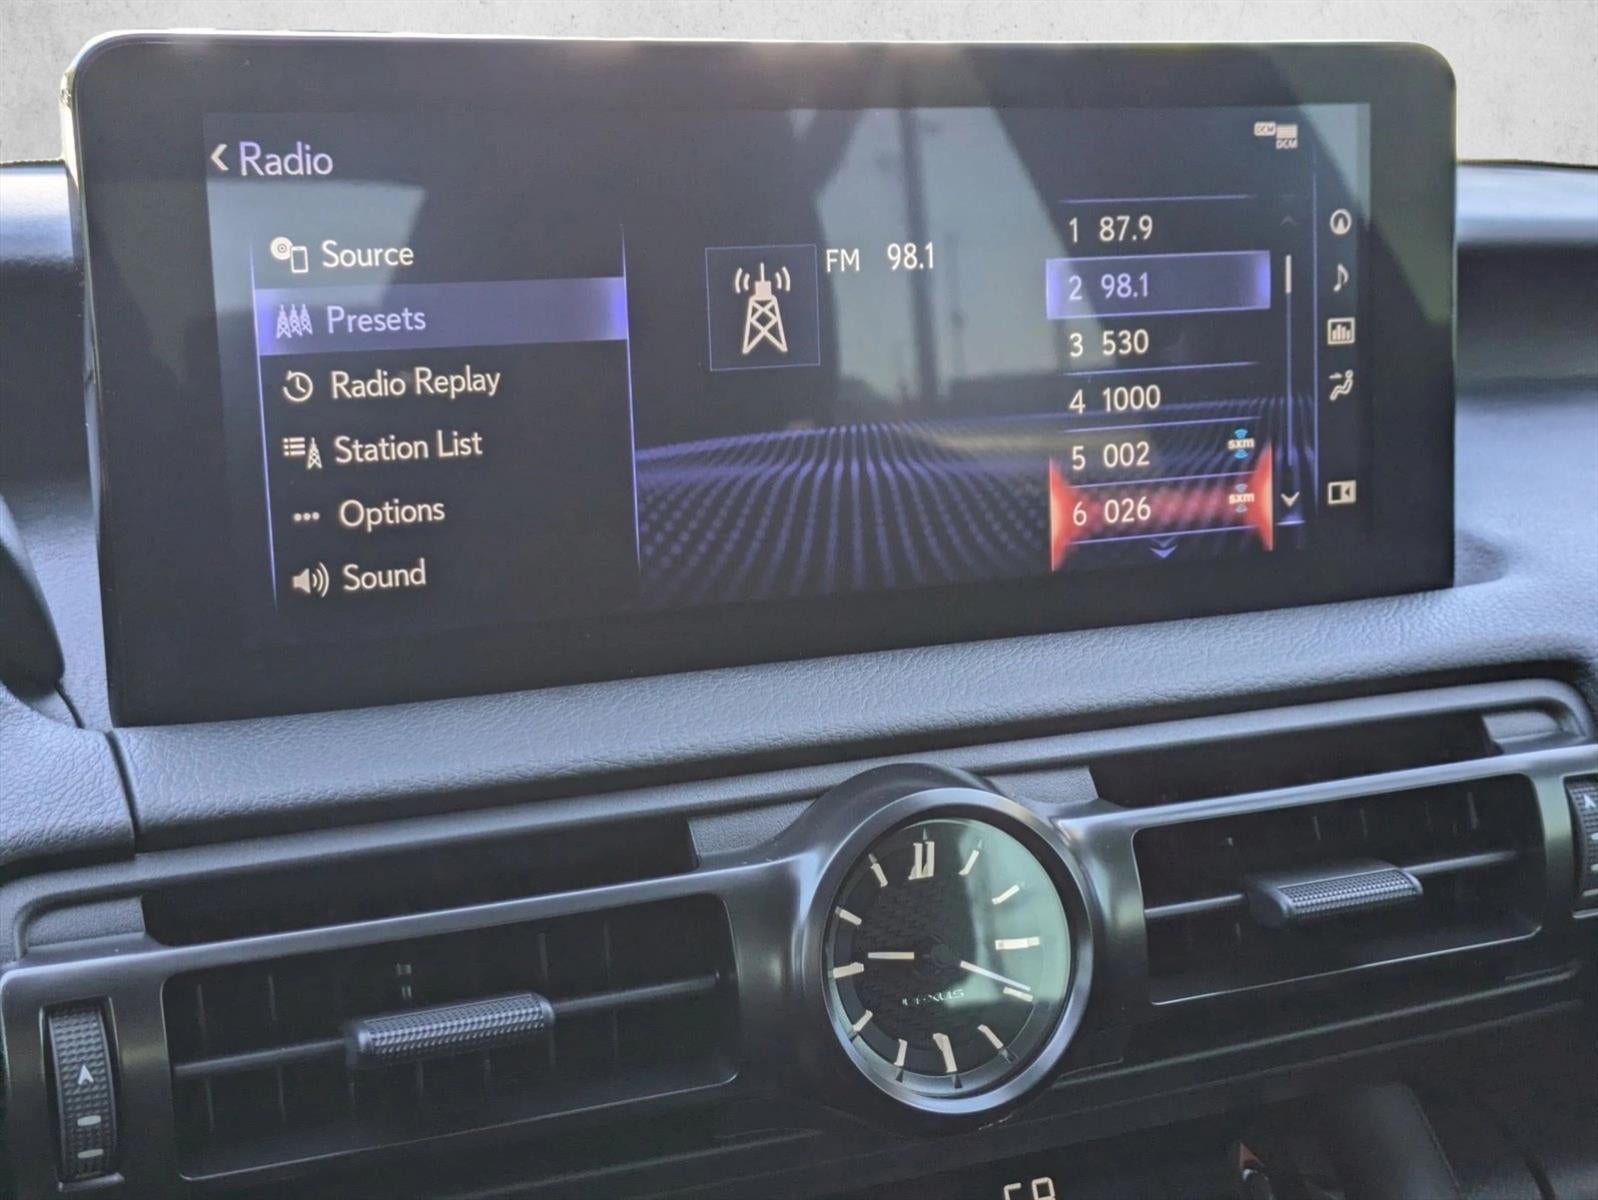 Radio
DCM
DCM
Source
Presets
Radio Replay
Station List
Options
Sound
FM 98.1
1 87.9
2 98.1
3 530
4 1000
5 002 sxm
6 026 sxm
LEXUS